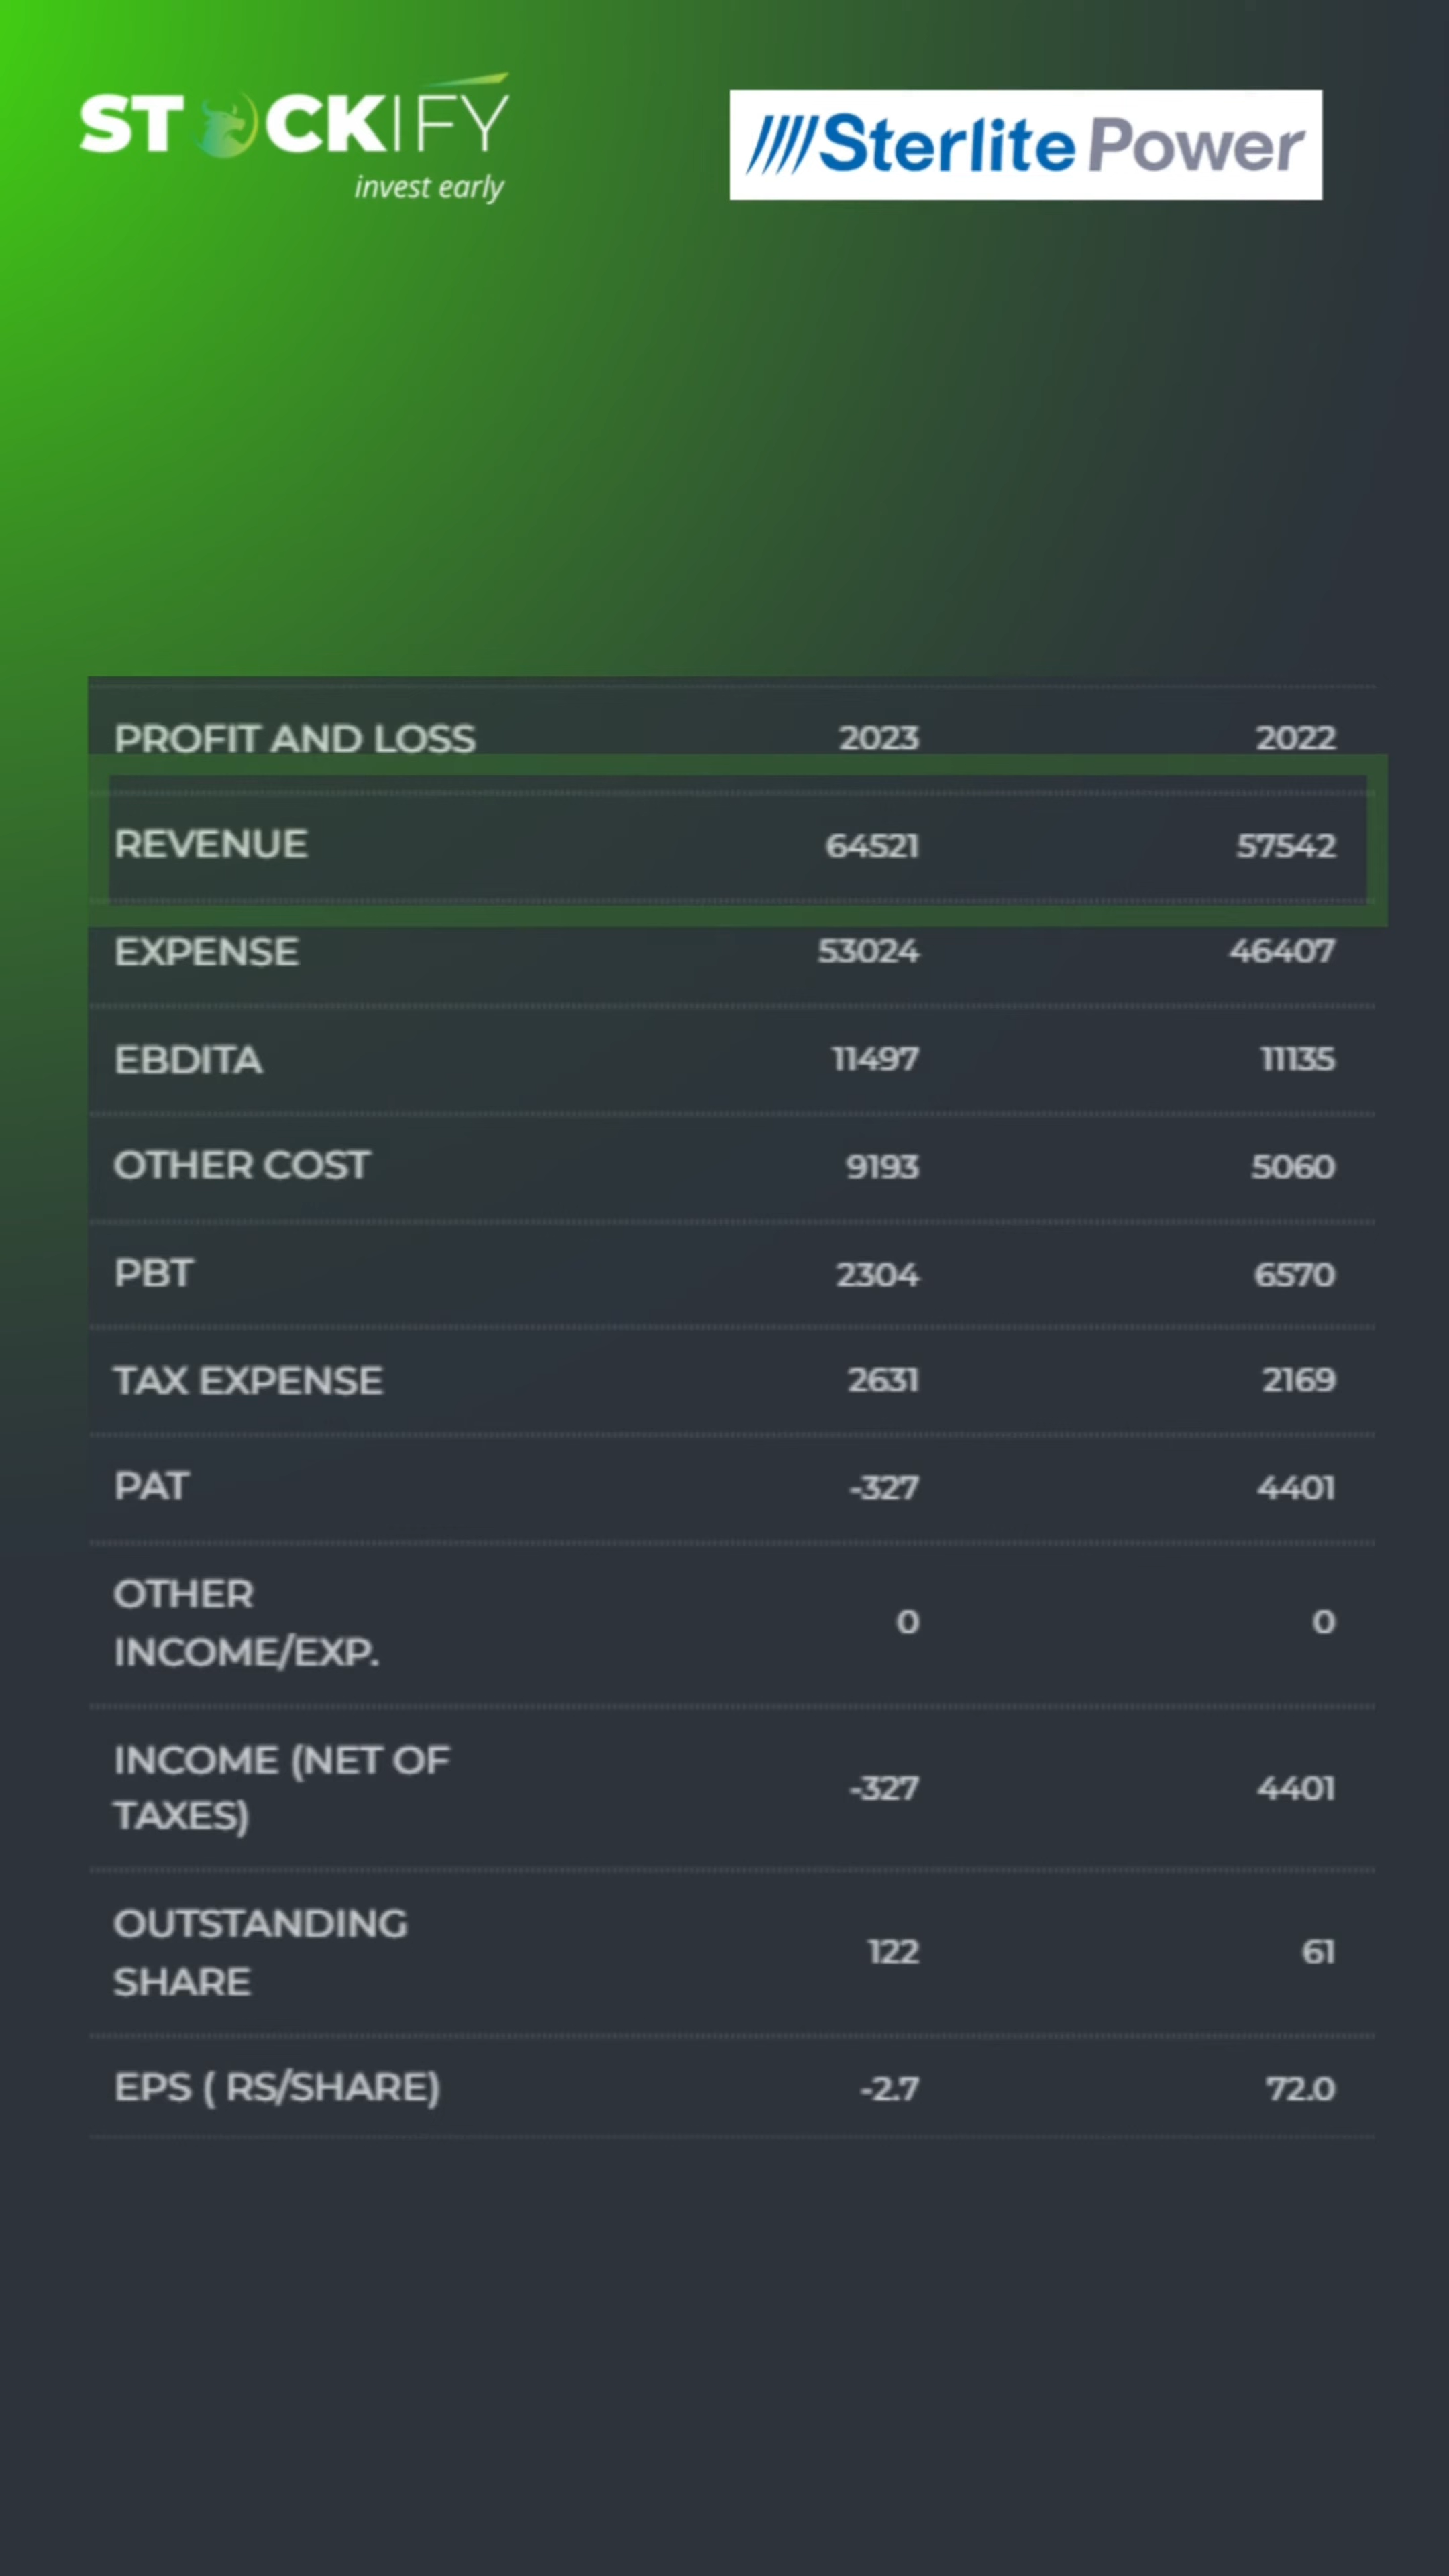 STOCKIFY
invest early
Sterlite Power
PROFIT AND LOSS 2023 2022
REVENUE 64521 57542
EXPENSE 53024 46407
EBDITA 11497 11135
OTHER COST 9193 5060
PBT 2304 6570
TAX EXPENSE 2631 2169
PAT -327 4401
OTHER
INCOME/EXP. 0 0
INCOME (NET OF
TAXES) -327 4401
OUTSTANDING
SHARE 122 61
EPS ( RS/SHARE) -2.7 72.0